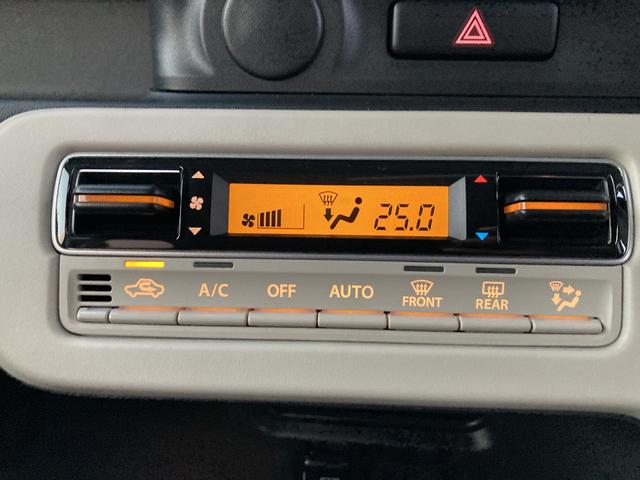 25.0
A/C OFF AUTO FRONT REAR